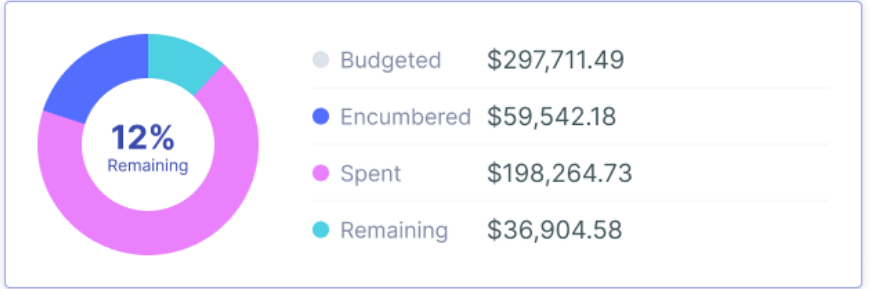 12%
Remaining
Budgeted $297,711.49
Encumbered $59,542.18
Spent $198,264.73
Remaining $36,904.58